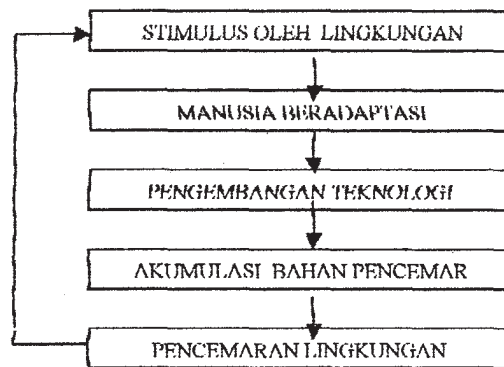 STIMULUS OLEH LINGKUNGAN
MANUSIA BERADAPTASI
PENGEMBANGAN TEKNOLOGI
AKUMULASI BAHAN PENCEMAR
PENCEMARAN LINGKUNGAN